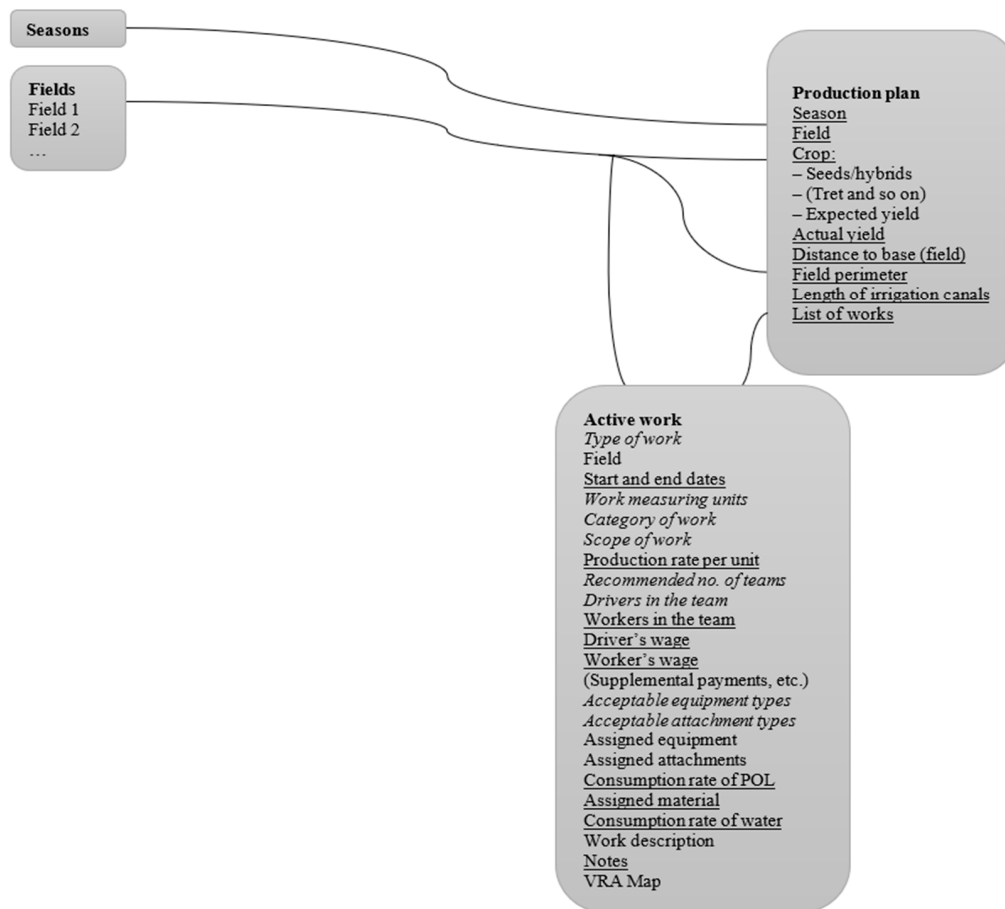 Seasons
Fields
Field 1
Field 2
…
Production plan
Season
Field
Crop:
– Seeds/hybrids
– (Tret and so on)
– Expected yield
Actual yield
Distance to base (field)
Field perimeter
Length of irrigation canals
List of works
Active work
Type of work
Field
Start and end dates
Work measuring units
Category of work
Scope of work
Production rate per unit
Recommended no. of teams
Drivers in the team
Workers in the team
Driver’s wage
Worker’s wage
(Supplemental payments, etc.)
Acceptable equipment types
Acceptable attachment types
Assigned equipment
Assigned attachments
Consumption rate of POL
Assigned material
Consumption rate of water
Work description
Notes
VRA Map